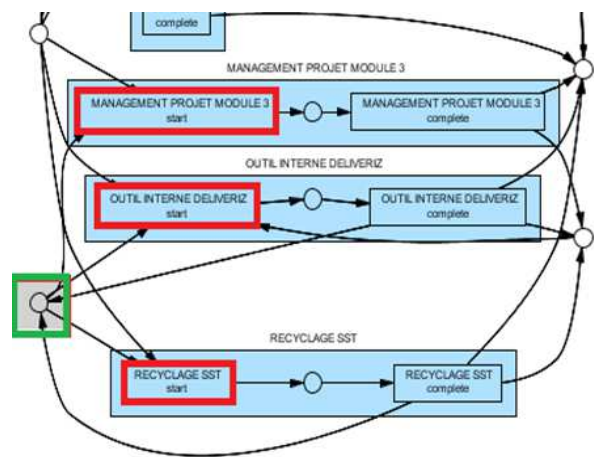 complete
MANAGEMENT PROJET MODULE 3
MANAGEMENT PROJET MODULE 3
start
MANAGEMENT PROJET MODULE 3
complete
OUTIL INTERNE DELIVERIZ
OUTIL INTERNE DELIVERIZ
start
OUTIL INTERNE DELIVERIZ
complete
RECYCLAGE SST
RECYCLAGE SST
start
RECYCLAGE SST
complete